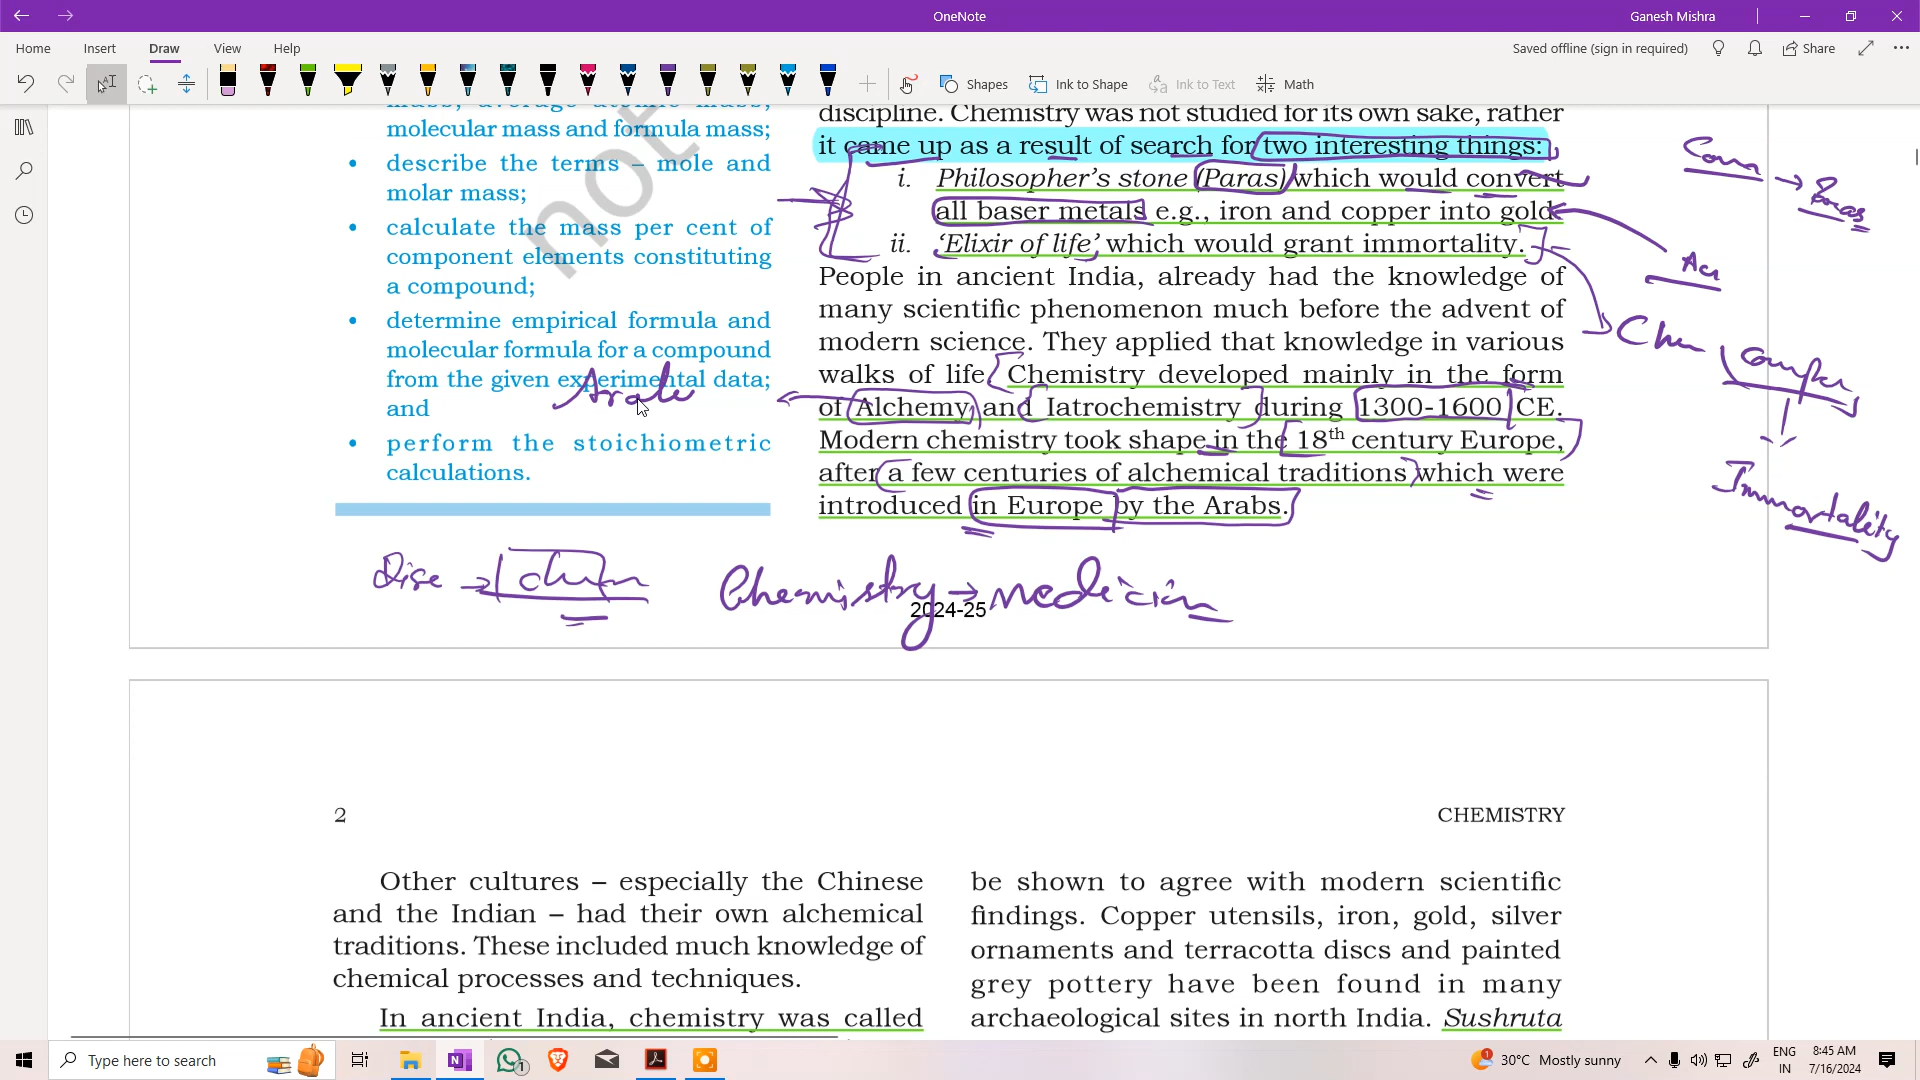 OneNote
Ganesh Mishra
Home Insert Draw View Help
Saved offline (sign in required)
Share
Shapes
Ink to Shape
Ink to Text
Math
mass, average atomic mass,
molecular mass and formula mass;
• describe the terms – mole and
molar mass;
• calculate the mass per cent of
component elements constituting
a compound;
• determine empirical formula and
molecular formula for a compound
from the given experimental data;
and
• perform the stoichiometric
calculations.
not
discipline. Chemistry was not studied for its own sake, rather
it came up as a result of search for two interesting things:
i. Philosopher's stone (Paras) which would convert
all baser metals e.g., iron and copper into gold.
ii. 'Elixir of life' which would grant immortality.
People in ancient India, already had the knowledge of
many scientific phenomenon much before the advent of
modern science. They applied that knowledge in various
walks of life. Chemistry developed mainly in the form
of Alchemy and Iatrochemistry during 1300-1600 CE.
Modern chemistry took shape in the 18th century Europe,
after a few centuries of alchemical traditions which were
introduced in Europe by the Arabs.
Immortality
Chemistry → medicin
2024-25
2
CHEMISTRY
Other cultures – especially the Chinese
and the Indian – had their own alchemical
traditions. These included much knowledge of
chemical processes and techniques.
In ancient India, chemistry was called
be shown to agree with modern scientific
findings. Copper utensils, iron, gold, silver
ornaments and terracotta discs and painted
grey pottery have been found in many
archaeological sites in north India. Sushruta
Type here to search
1
1
30°C Mostly sunny
ENG
IN
8:45 AM
7/16/2024